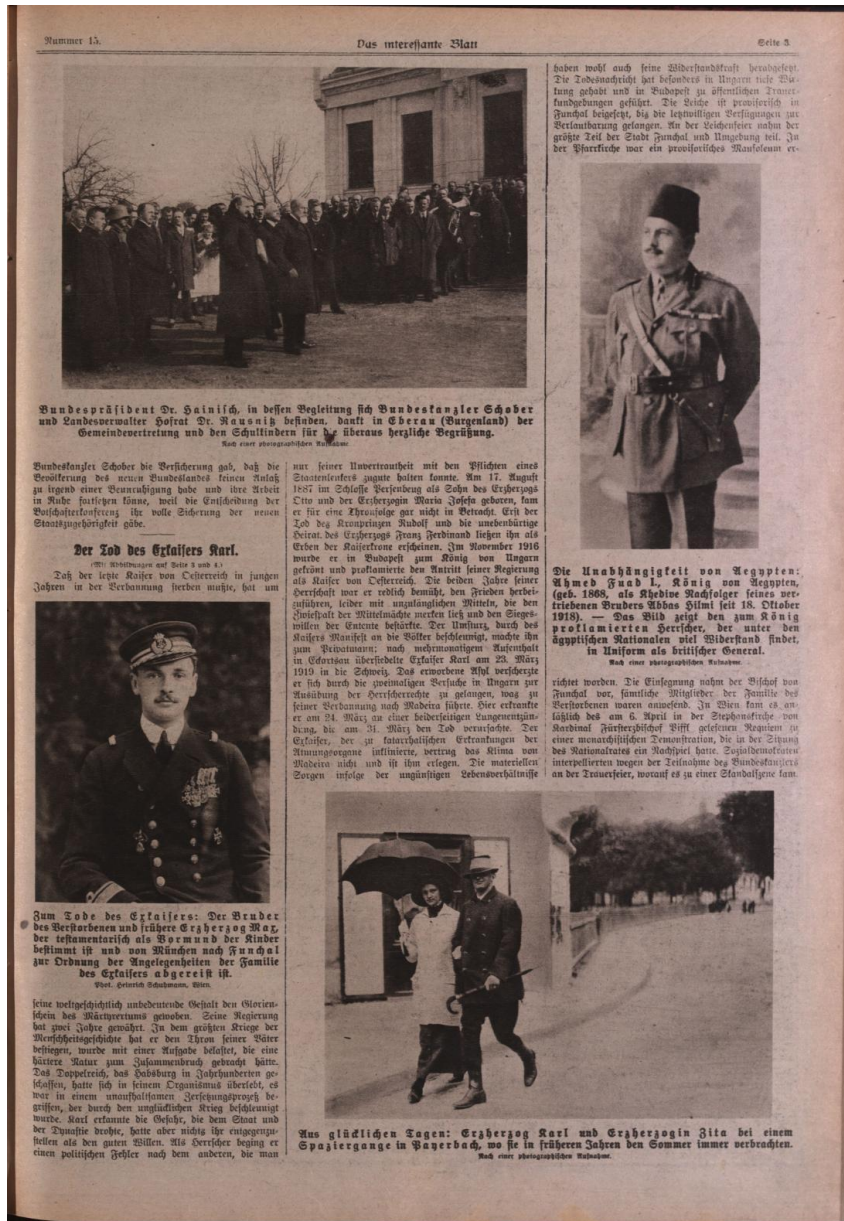 Nummer 15.
Das interessante Blatt
Seite 3
Bundespräsident Dr. Hainisch, in dessen Begleitung sich Bundeskanzler Schober
und Landesverwalter Hofrat Dr. Rausnitz befinden, dankt in Eberau (Burgenland) der
Gemeindevertretung und den Schulkindern für die überaus herzliche Begrüßung.
Nach einer photographischen Aufnahme.
Bundeskanzler Schober die Versicherung gab, daß die
Bevölkerung des neuen Bundeslandes keinen Anlaß
zu irgend einer Beunruhigung habe und ihre Arbeit
in Ruhe fortsetzen könne, weil die Entscheidung der
Botschafterkonferenz ihr volle Sicherung der neuen
Staatszugehörigkeit gäbe.
Der Tod des Exkaisers Karl.
(Mit Abbildungen auf Seite 3 und 4.)
Daß der letzte Kaiser von Oesterreich in jungen
Jahren in der Verbannung sterben mußte, hat um
Zum Tode des Exkaisers: Der Bruder
des Verstorbenen und frühere Erzherzog Max,
der testamentarisch als Vormund der Kinder
bestimmt ist und von München nach Funchal
zur Ordnung der Angelegenheiten der Familie
des Exkaisers abgereist ist.
Phot. Heinrich Schuhmann, Wien.
seine weltgeschichtlich unbedeutende Gestalt den Glorien-
schein des Märtyrertums gewoben. Seine Regierung
hat zwei Jahre gewährt. In dem größten Kriege der
Menschheitsgeschichte hat er den Thron seiner Väter
bestiegen, wurde mit einer Aufgabe belastet, die eine
härtere Natur zum Zusammenbruch gebracht hätte.
Das Doppelreich, das Habsburg in Jahrhunderten ge-
schaffen, hatte sich in seinem Organismus überlebt, es
war in einem unaufhaltsamen Zersetzungsprozeß be-
griffen, der durch den unglücklichen Krieg beschleunigt
wurde. Karl erkannte die Gefahr, die dem Staat und
der Dynastie drohte, hatte aber nichts ihr entgegenzu-
stellen als den guten Willen. Als Herrscher beging er
einen politischen Fehler nach dem anderen, die man
nur seiner Unvertrautheit mit den Pflichten eines
Staatenlenkers zugute halten konnte. Am 17. August
1887 im Schlosse Persenbeug als Sohn des Erzherzogs
Otto und der Erzherzogin Maria Josefa geboren, kam
er für eine Thronfolge gar nicht in Betracht. Erst der
Tod des Kronprinzen Rudolf und die unebenbürtige
Heirat des Erzherzogs Franz Ferdinand ließen ihn als
Erben der Kaiserkrone erscheinen. Im November 1916
wurde er in Budapest zum König von Ungarn
gekrönt und proklamierte den Antritt seiner Regierung
als Kaiser von Oesterreich. Die beiden Jahre seiner
Herrschaft war er redlich bemüht, den Frieden herbei-
zuführen, leider mit unzulänglichen Mitteln, die den
Zwiespalt der Mittelmächte merken ließ und den Sieges-
willen der Entente bestärkte. Der Umsturz, durch des
Kaisers Manifest an die Völker beschleunigt, machte ihn
zum Privatmann; nach mehrmonatigem Aufenthalt
in Eckartsau übersiedelte Exkaiser Karl am 23. März
1919 in die Schweiz. Das erworbene Asyl verscherzte
er sich durch die zweimaligen Versuche in Ungarn zur
Ausübung der Herrscherrechte zu gelangen, was zu
seiner Verbannung nach Madeira führte. Hier erkrankte
er am 24. März an einer beiderseitigen Lungenentzün-
dung, die am 31. März den Tod verursachte. Der
Exkaiser, der zu katarrhalischen Erkrankungen der
Atmungsorgane inklinierte, vertrug das Klima von
Madeira nicht und ist ihm erlegen. Die materiellen
Sorgen infolge der ungünstigen Lebensverhältnisse
haben wohl auch seine Widerstandskraft herabgesetzt.
Die Todesnachricht hat besonders in Ungarn tiefe Wir-
kung gehabt und in Budapest zu öffentlichen Trauer-
kundgebungen geführt. Die Leiche ist provisorisch in
Funchal beigesetzt, bis die letztwilligen Verfügungen zur
Verlautbarung gelangen. An der Leichenfeier nahm der
größte Teil der Stadt Funchal und Umgebung teil. In
der Pfarrkirche war ein provisorisches Mausoleum er-
Die Unabhängigkeit von Aegypten:
Ahmed Fuad I., König von Aegypten,
(geb. 1868, als Khedive Nachfolger seines ver-
triebenen Bruders Abbas Hilmi seit 18. Oktober
1918). — Das Bild zeigt den zum König
proklamierten Herrscher, der unter den
ägyptischen Nationalen viel Widerstand findet,
in Uniform als britischer General.
Nach einer photographischen Aufnahme.
richtet worden. Die Einsegnung nahm der Bischof von
Funchal vor, sämtliche Mitglieder der Familie des
Verstorbenen waren anwesend. In Wien kam es an-
läßlich des am 6. April in der Stephanskirche von
Kardinal Fürsterzbischof Piffl gelesenen Requiem zu
einer monarchistischen Demonstration, die in der Sitzung
des Nationalrates ein Nachspiel hatte. Sozialdemokraten
interpellierten wegen der Teilnahme des Bundeskanzlers
an der Trauerfeier, worauf es zu einer Skandalszene kam.
Aus glücklichen Tagen: Erzherzog Karl und Erzherzogin Zita bei einem
Spaziergange in Payerbach, wo sie in früheren Jahren den Sommer immer verbrachten.
Nach einer photographischen Aufnahme.